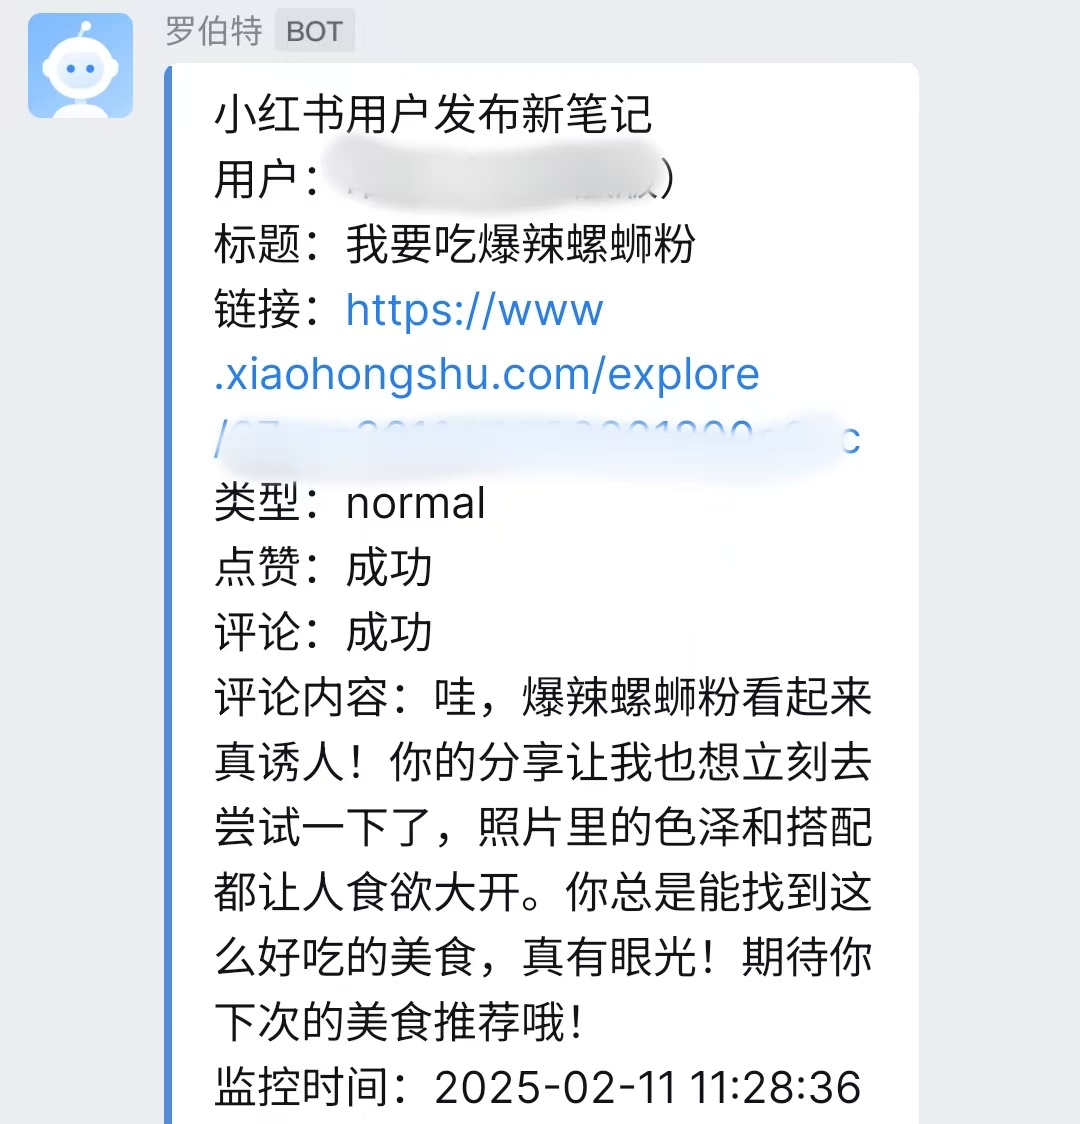 罗伯特 BOT
小红书用户发布新笔记
用户：）
标题：我要吃爆辣螺蛳粉
链接：https://www
.xiaohongshu.com/explore
/
类型：normal
点赞：成功
评论：成功
评论内容：哇，爆辣螺蛳粉看起来
真诱人！你的分享让我也想立刻去
尝试一下了，照片里的色泽和搭配
都让人食欲大开。你总是能找到这
么好吃的美食，真有眼光！期待你
下次的美食推荐哦！
监控时间：2025-02-11 11:28:36